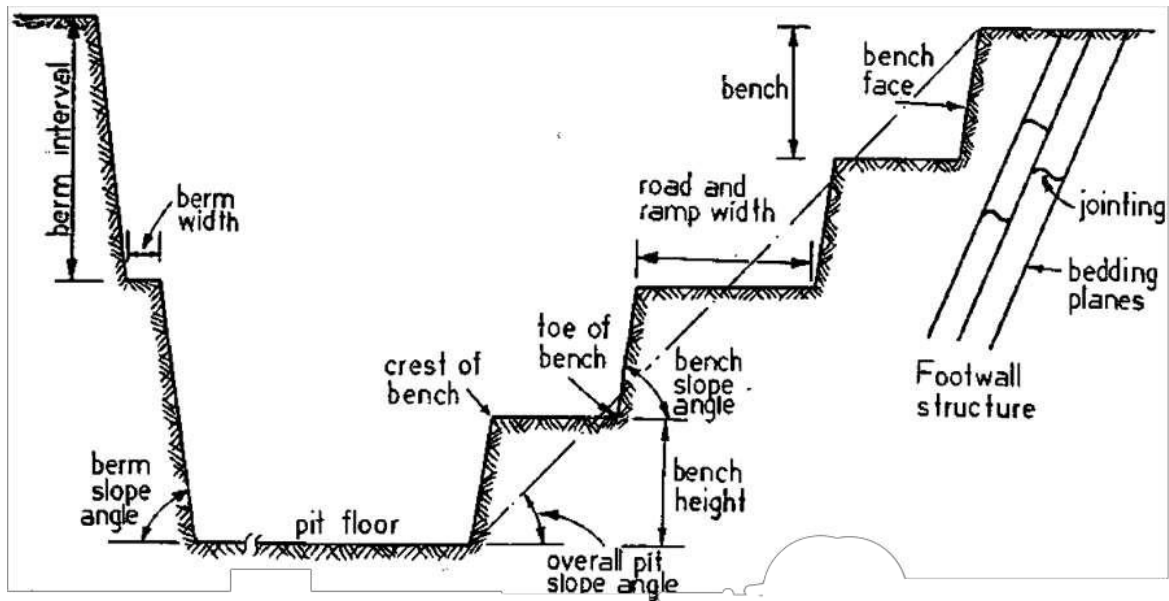 berm interval
berm
width
berm
slope
angle
pit floor
crest of
bench
toe of
bench
bench
slope
angle
bench
height
overall pit
slope angle
road and
ramp width
bench
bench
face
jointing
bedding
planes
Footwall
structure